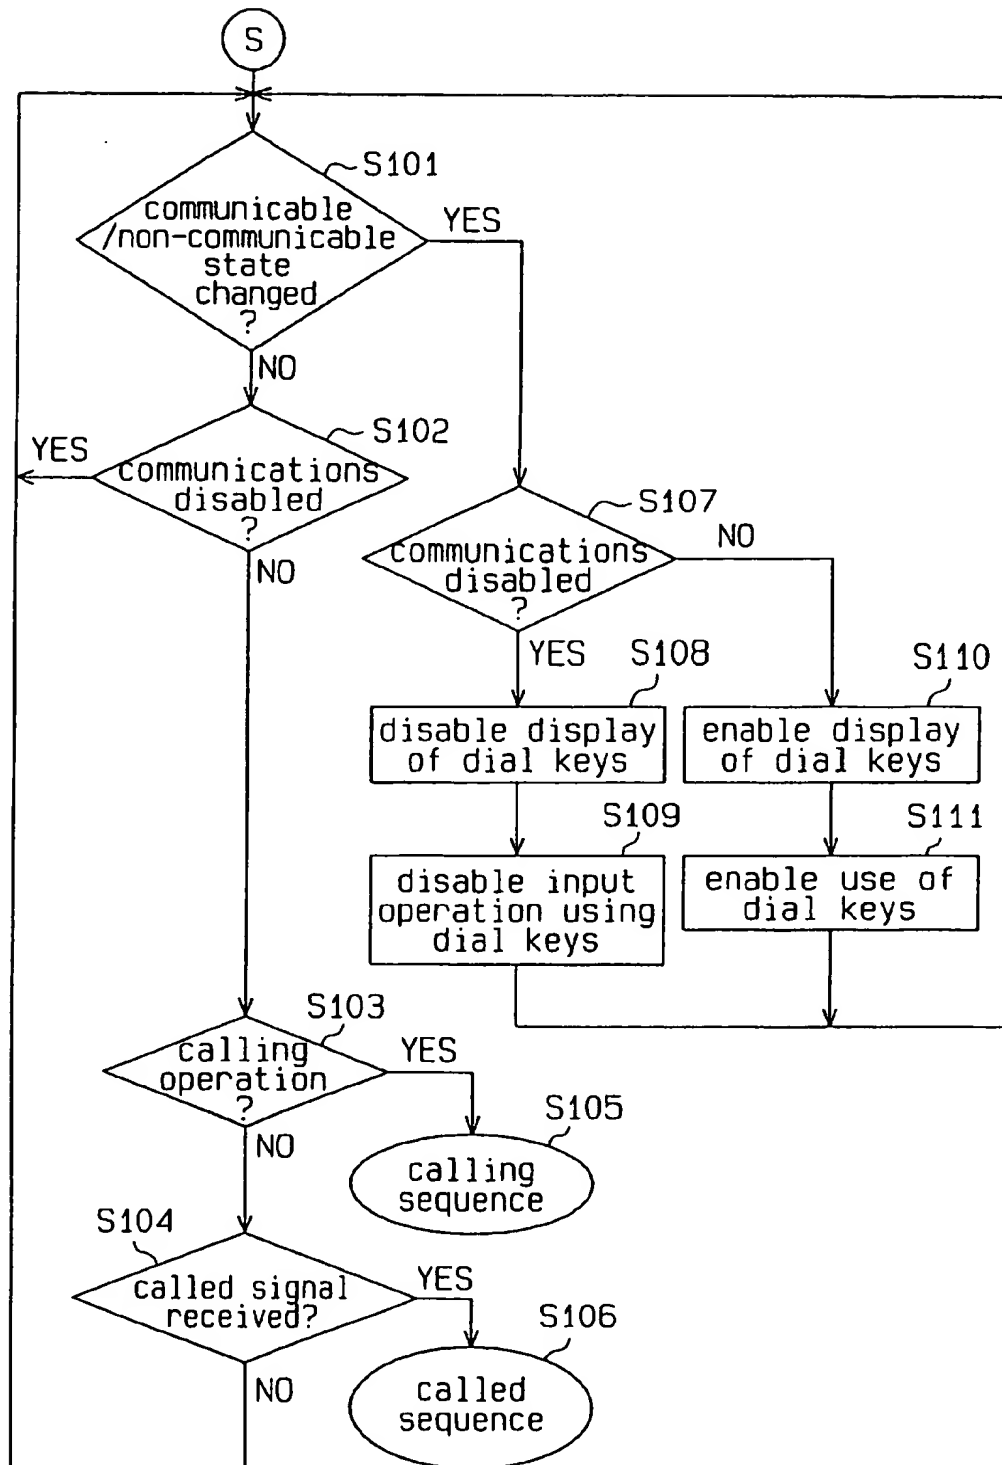 S
S101
communicable
/non-communicable
state
changed
?
YES
NO
S102
YES
communications
disabled
?
NO
S107
communications
disabled
?
NO
YES
S108
disable display
of dial keys
S110
enable display
of dial keys
S109
disable input
operation using
dial keys
S111
enable use of
dial keys
S103
calling
operation
?
YES
NO
S105
calling
sequence
S104
called signal
received?
YES
NO
S106
called
sequence